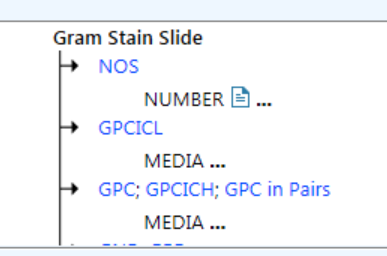 Gram Stain Slide
NOS
NUMBER ...
GPCICL
MEDIA ...
GPC; GPCICH; GPC in Pairs
MEDIA ...